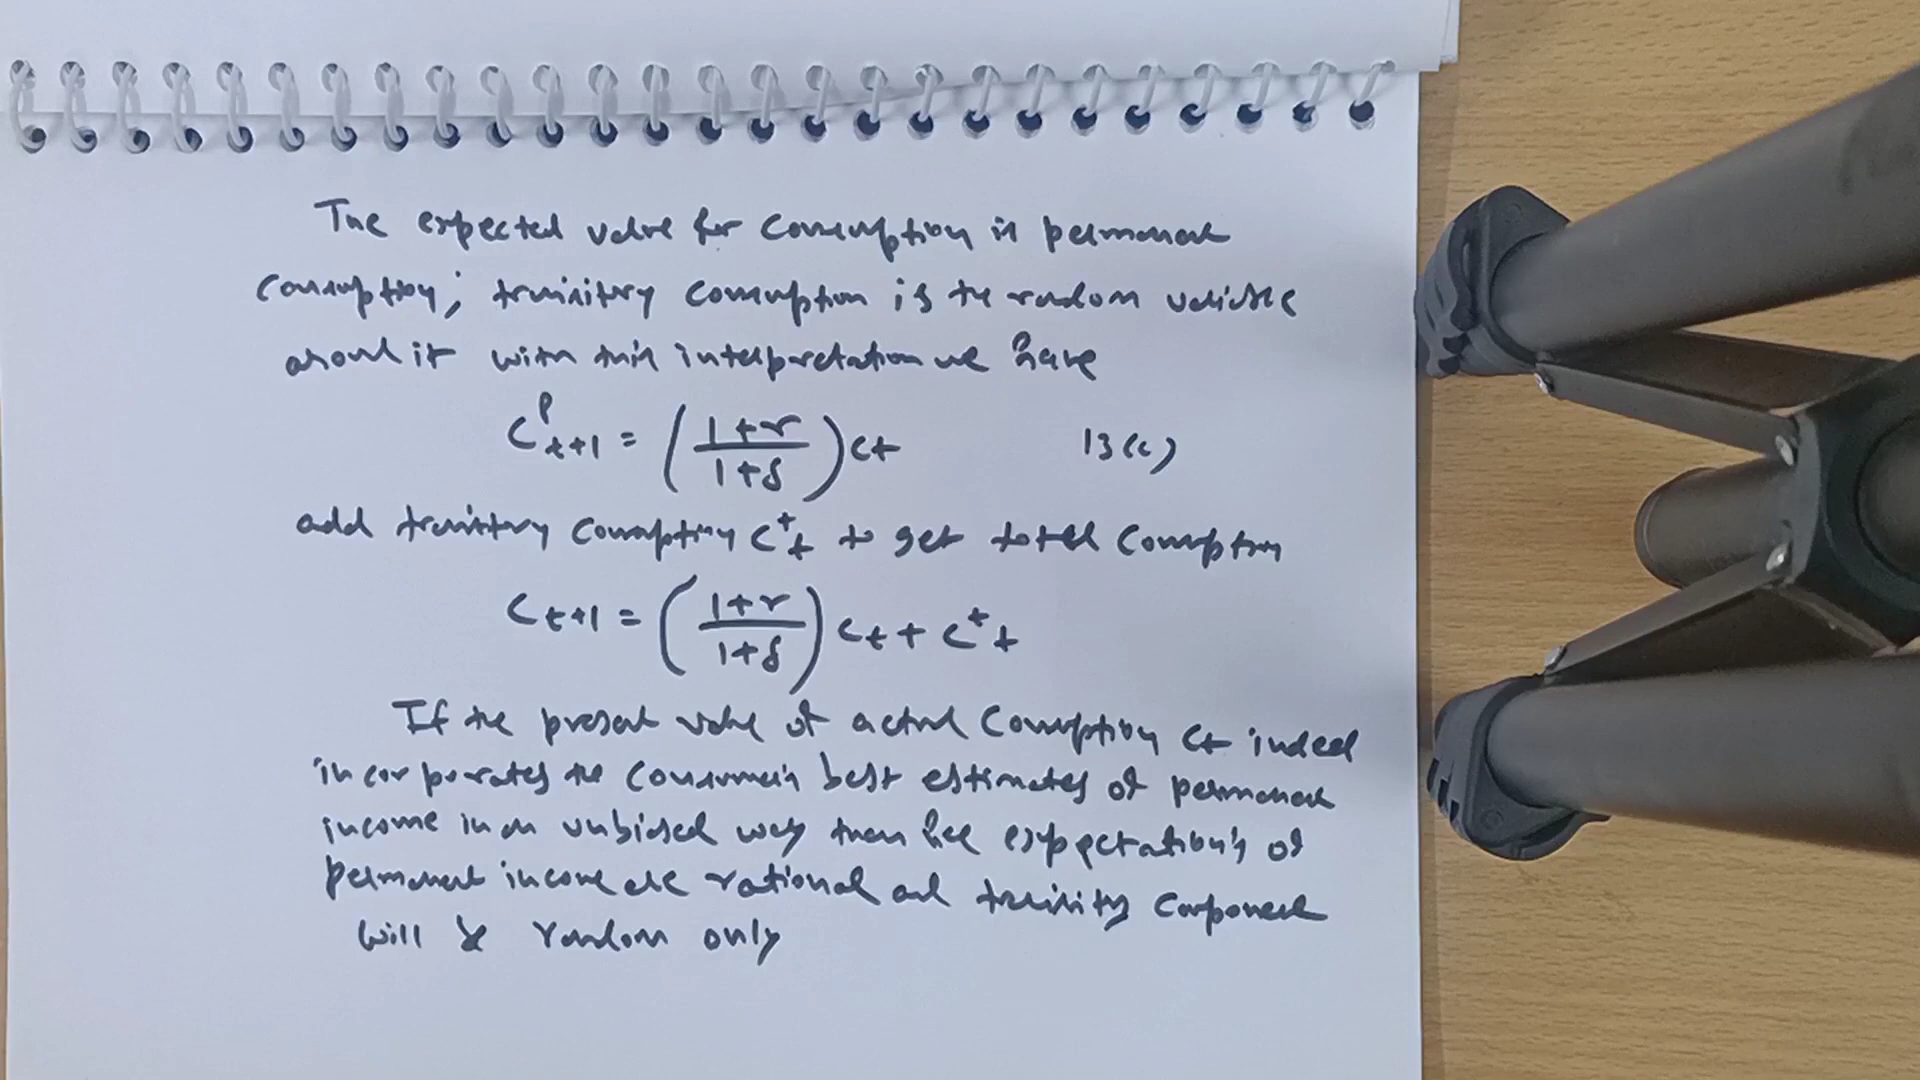 The expected value for consumption is permanent
consumption; transitory consumption is the random variable
around it with this interpretation we have
C^P_{t+1} = ((1+r)/(1+δ)) Ct 13(c)
add transitory consumption C^t_t to get total consumption
C_{t+1} = ((1+r)/(1+δ)) C_t + C^t_t
If the present value of actual consumption Ct indeed
incorporates the consumer's best estimates of permanent
income in an unbiased way then the expectation's of
permanent income are rational and transitory component
will be random only